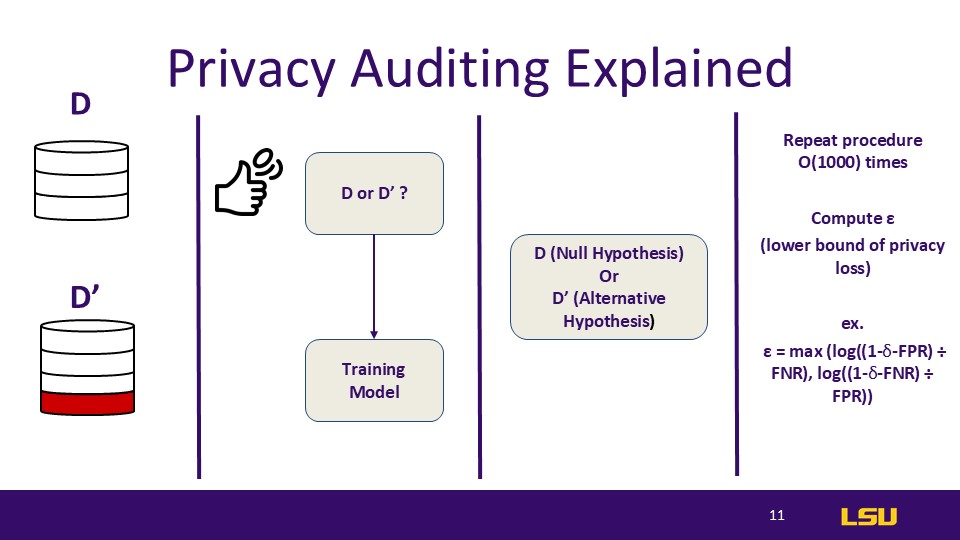 Privacy Auditing Explained
D
D’
D or D’ ?
Training
Model
D (Null Hypothesis)
Or
D’ (Alternative
Hypothesis)
Repeat procedure
O(1000) times
Compute ε
(lower bound of privacy
loss)
ex.
ε = max (log((1-δ-FPR) ÷
FNR), log((1-δ-FNR) ÷
FPR))
11
LSU